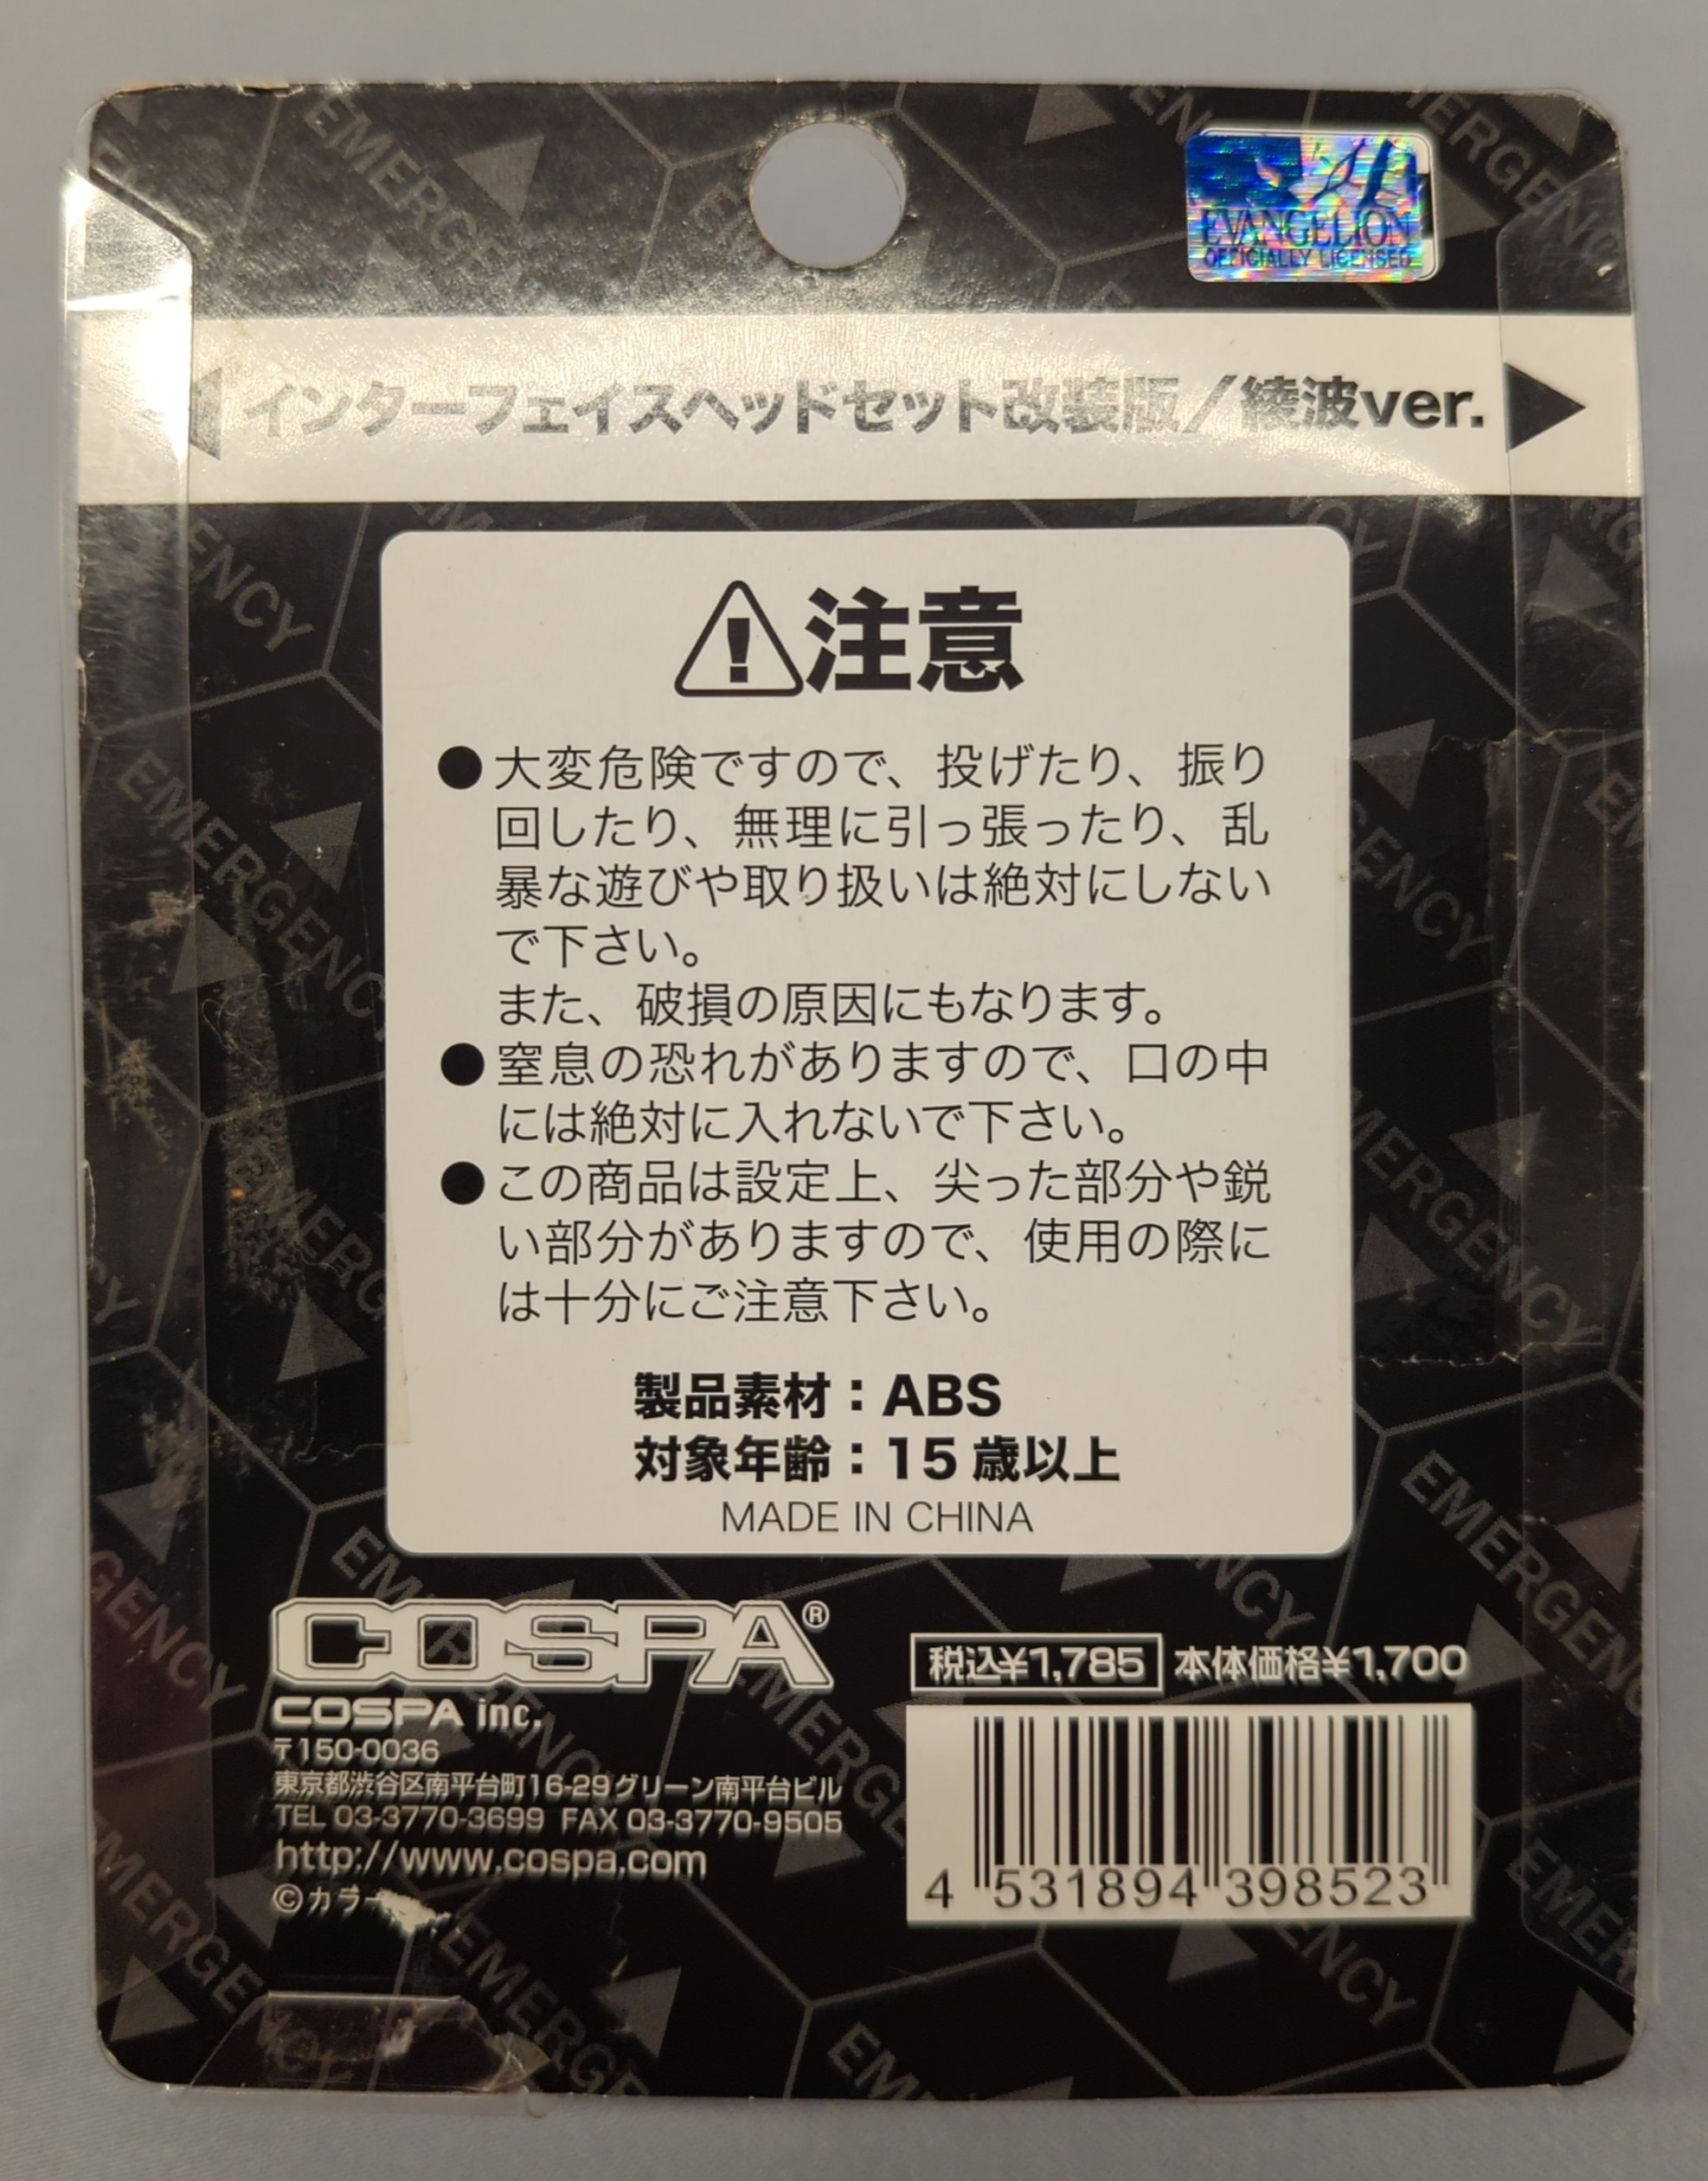 EVANGELION
OFFICIALLY LICENSED
インターフェイスヘッドセット改装版/綾波ver.
注意
●大変危険ですので、投げたり、振り
回したり、無理に引っ張ったり、乱
暴な遊びや取り扱いは絶対にしない
で下さい。
また、破損の原因にもなります。
●窒息の恐れがありますので、口の中
には絶対に入れないで下さい。
●この商品は設定上、尖った部分や鋭
い部分がありますので、使用の際に
は十分にご注意下さい。
製品素材:ABS
対象年齢:15歳以上
MADE IN CHINA
COSPA®
COSPA inc.
〒150-0036
東京都渋谷区南平台町16-29グリーン南平台ビル
TEL 03-3770-3699 FAX 03-3770-9505
http://www.cospa.com
©カラー
税込¥1,785 本体価格¥1,700
4 531894 398523
EMERGENCY
EMERGENCY
EMERGENCY
EMERGENCY